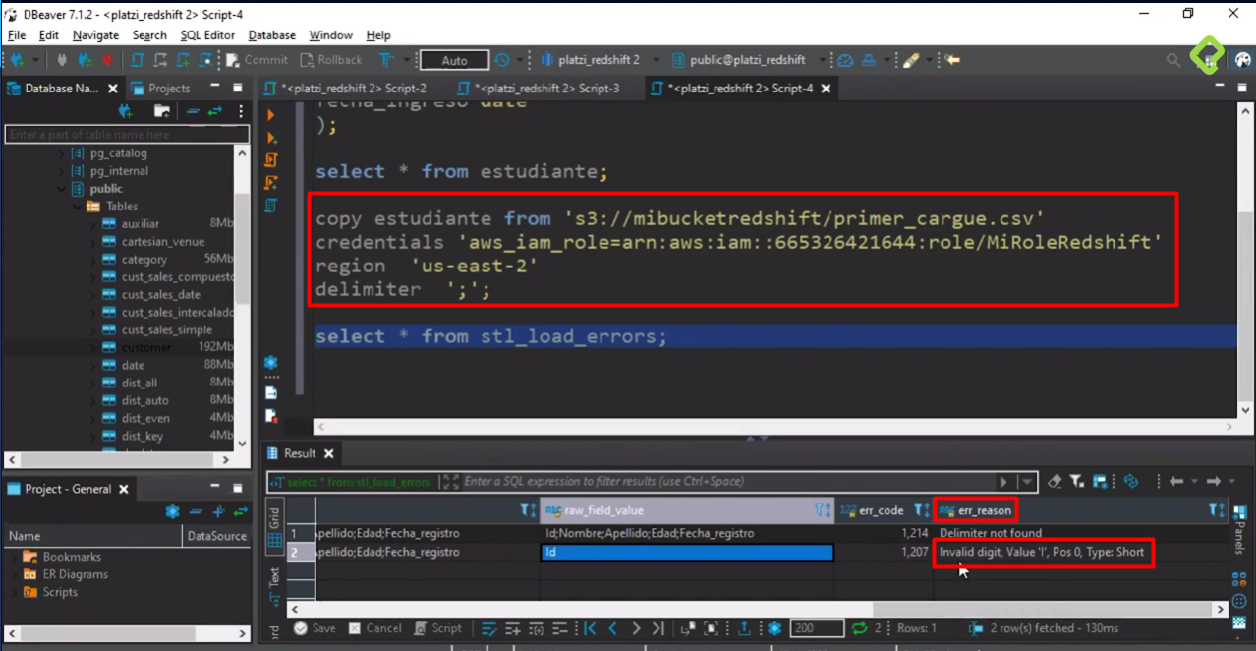 DBeaver 7.1.2 - <platzi_redshift 2> Script-4
File Edit Navigate Search SQL Editor Database Window Help
Commit Rollback Auto platzi_redshift 2 public@platzi_redshift
Database Na... Projects
*<platzi_redshift 2> Script-2 *<platzi_redshift 2> Script-3 *<platzi_redshift 2> Script-4
Enter a part of table name here
pg_catalog
pg_internal
public
Tables
auxiliar 8Mb
cartesian_venue
category 56Mb
cust_sales_compuesto
cust_sales_date
cust_sales_intercalado
cust_sales_simple
customer 192Mb
date 88Mb
dist_all 8Mb
dist_auto 8Mb
dist_even 4Mb
dist_key 4Mb
fecha_ingreso date
);
select * from estudiante;
copy estudiante from 's3://mibucketredshift/primer_cargue.csv'
credentials 'aws_iam_role=arn:aws:iam::665326421644:role/MiRoleRedshift'
region 'us-east-2'
delimiter ';';
select * from stl_load_errors;
Project - General
Name DataSource
Bookmarks
ER Diagrams
Scripts
Result
select * from stl_load_errors Enter a SQL expression to filter results (use Ctrl+Space)
Grid
Text
Panels
raw_field_value 123 err_code ABC err_reason
1 pellido;Edad;Fecha_registro Id;Nombre;Apellido;Edad;Fecha_registro 1,214 Delimiter not found
2 pellido;Edad;Fecha_registro Id 1,207 Invalid digit, Value 'I', Pos 0, Type: Short
Save Cancel Script 200 2 Rows: 1 2 row(s) fetched - 130ms